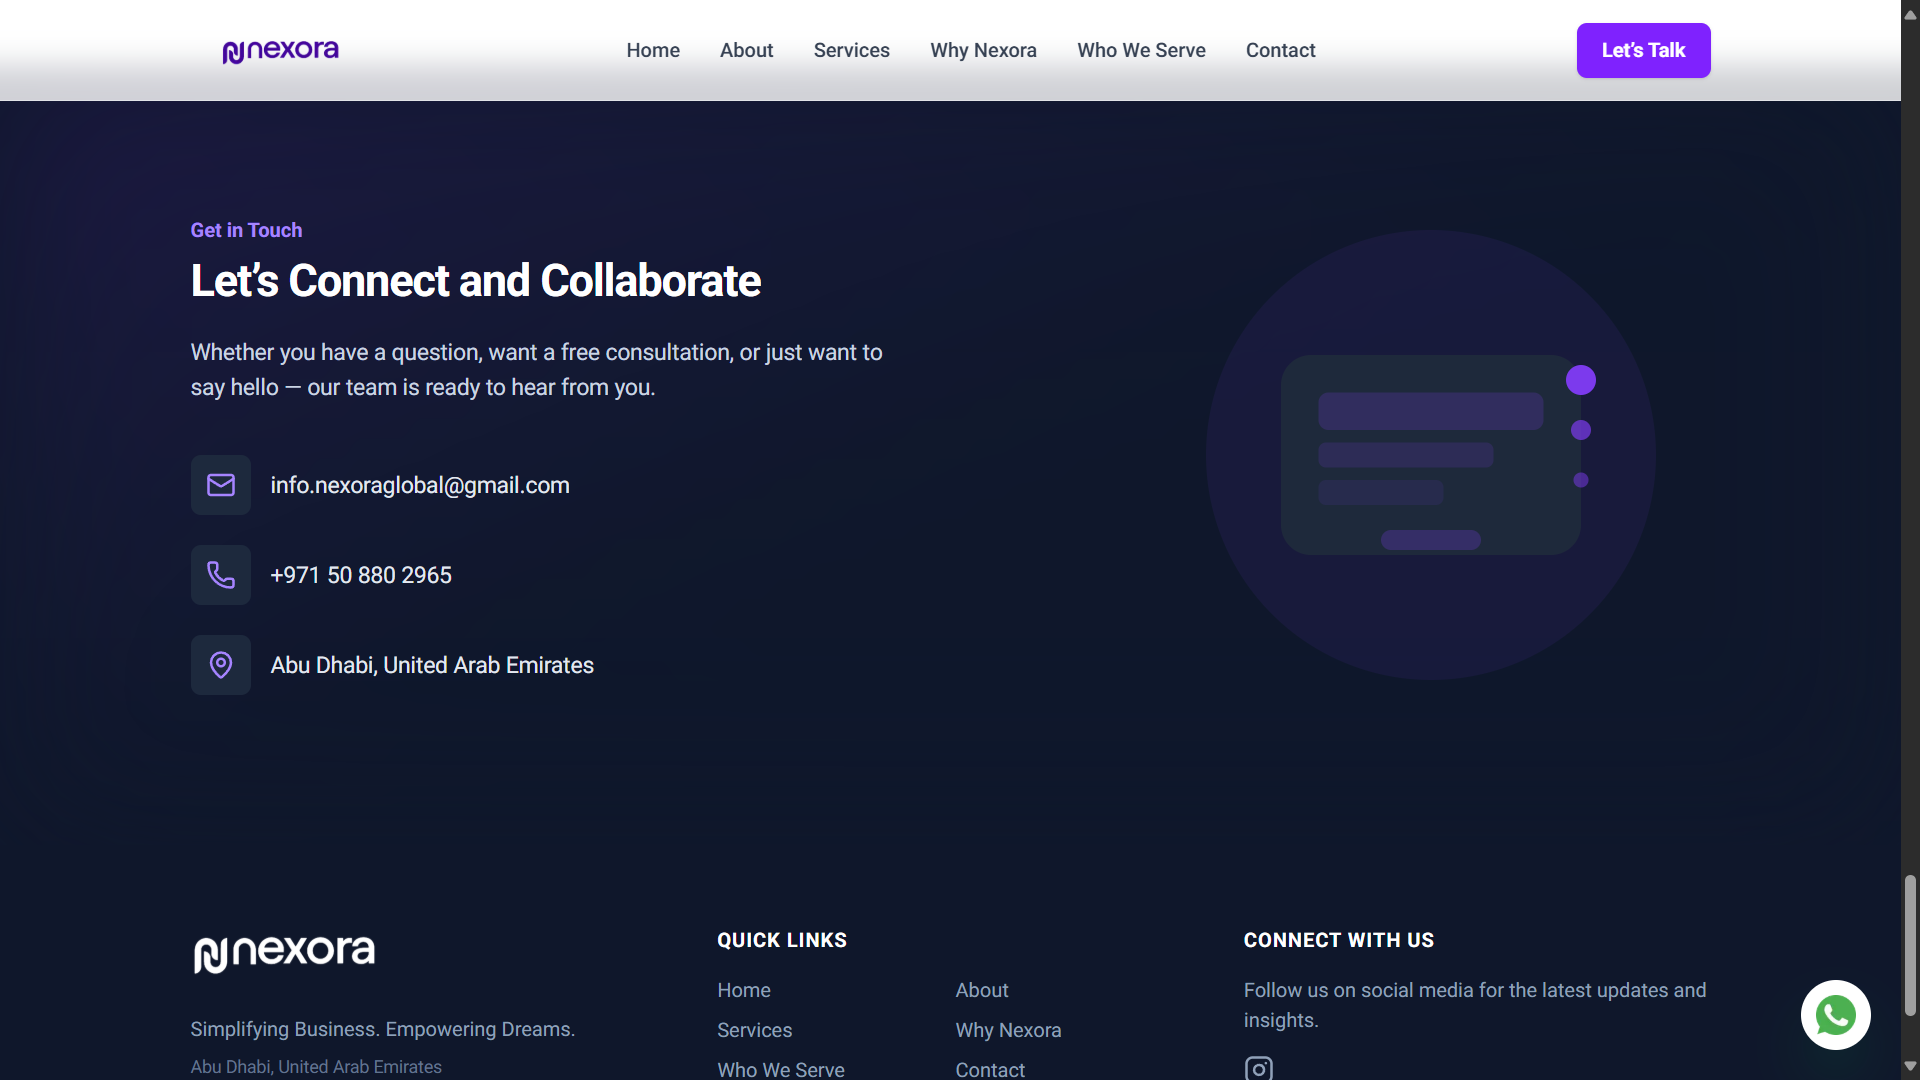 nexora
Home
About
Services
Why Nexora
Who We Serve
Contact
Let’s Talk
Get in Touch
Let’s Connect and Collaborate
Whether you have a question, want a free consultation, or just want to
say hello — our team is ready to hear from you.
info.nexoraglobal@gmail.com
+971 50 880 2965
Abu Dhabi, United Arab Emirates
nexora
Simplifying Business. Empowering Dreams.
Abu Dhabi, United Arab Emirates
QUICK LINKS
Home
About
Services
Why Nexora
Who We Serve
Contact
CONNECT WITH US
Follow us on social media for the latest updates and
insights.